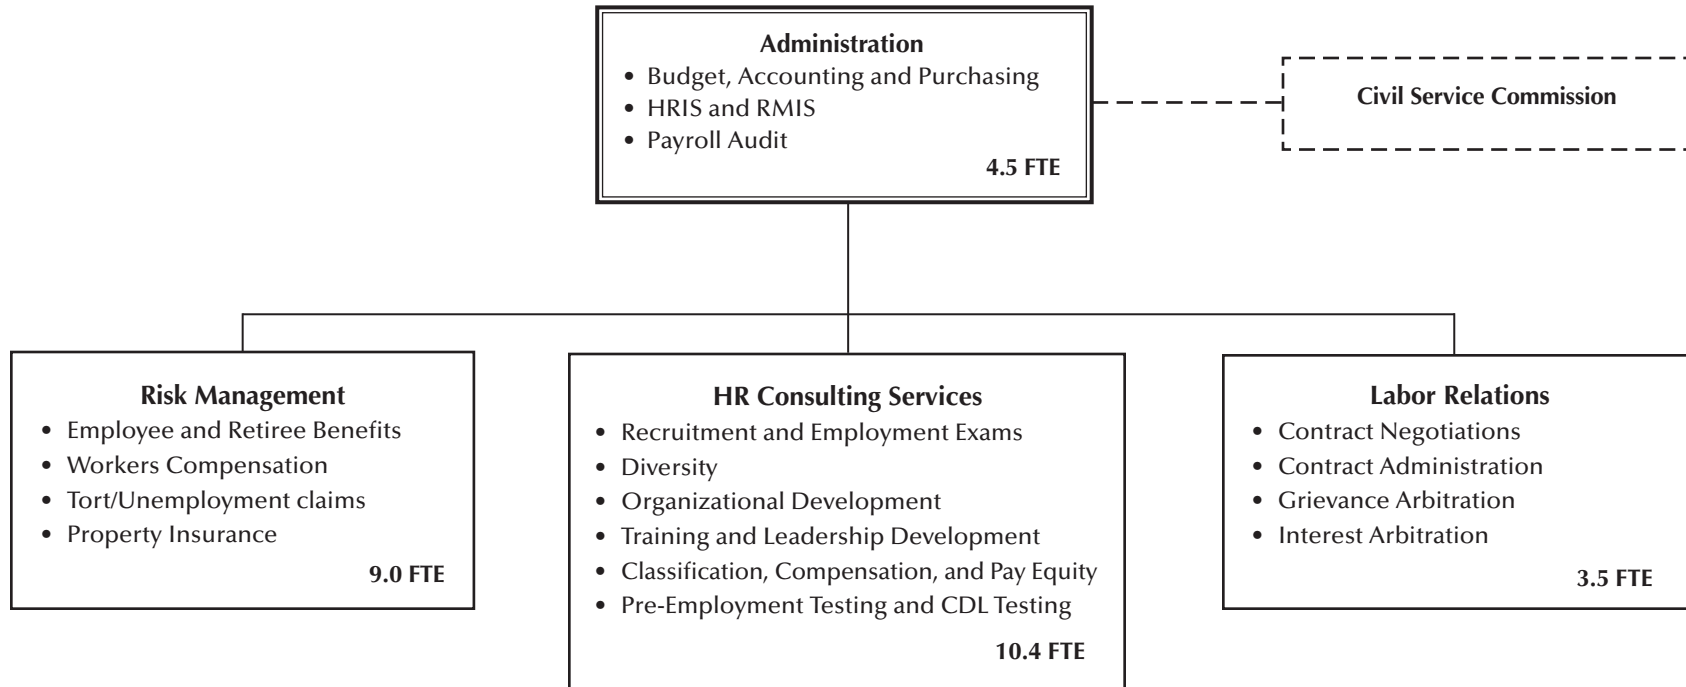 Administration
• Budget, Accounting and Purchasing
• HRIS and RMIS
• Payroll Audit
4.5 FTE
Civil Service Commission
Risk Management
• Employee and Retiree Benefits
• Workers Compensation
• Tort/Unemployment claims
• Property Insurance
9.0 FTE
HR Consulting Services
• Recruitment and Employment Exams
• Diversity
• Organizational Development
• Training and Leadership Development
• Classification, Compensation, and Pay Equity
• Pre-Employment Testing and CDL Testing
10.4 FTE
Labor Relations
• Contract Negotiations
• Contract Administration
• Grievance Arbitration
• Interest Arbitration
3.5 FTE